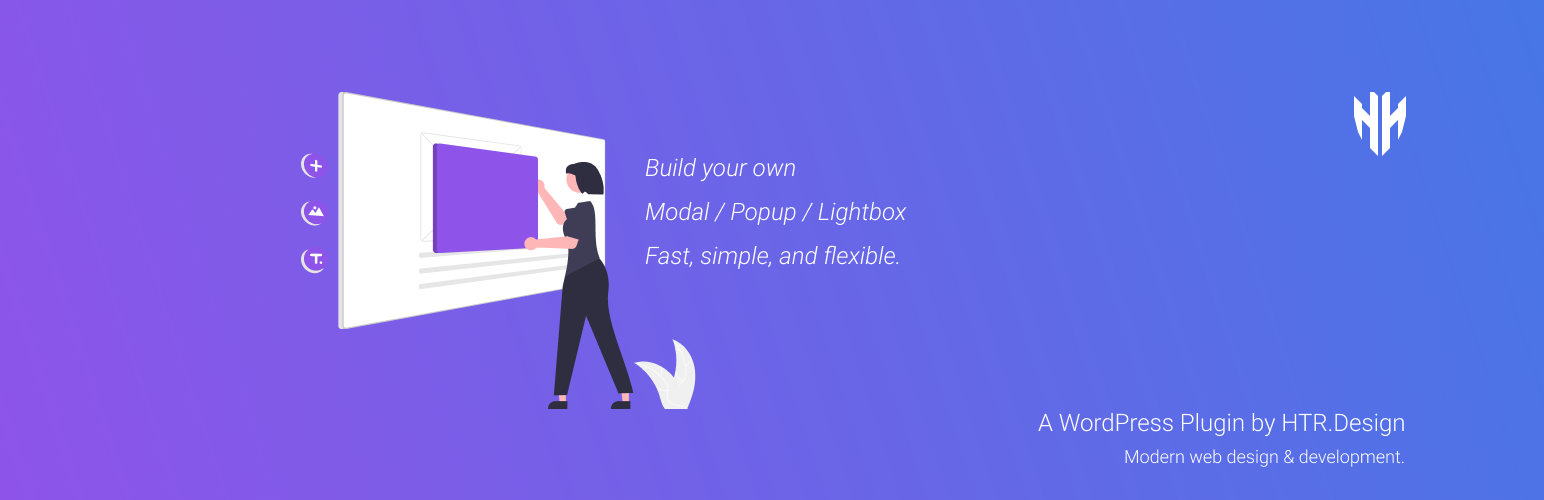 Build your own
Modal / Popup / Lightbox
Fast, simple, and flexible.
A WordPress Plugin by HTR.Design
Modern web design & development.